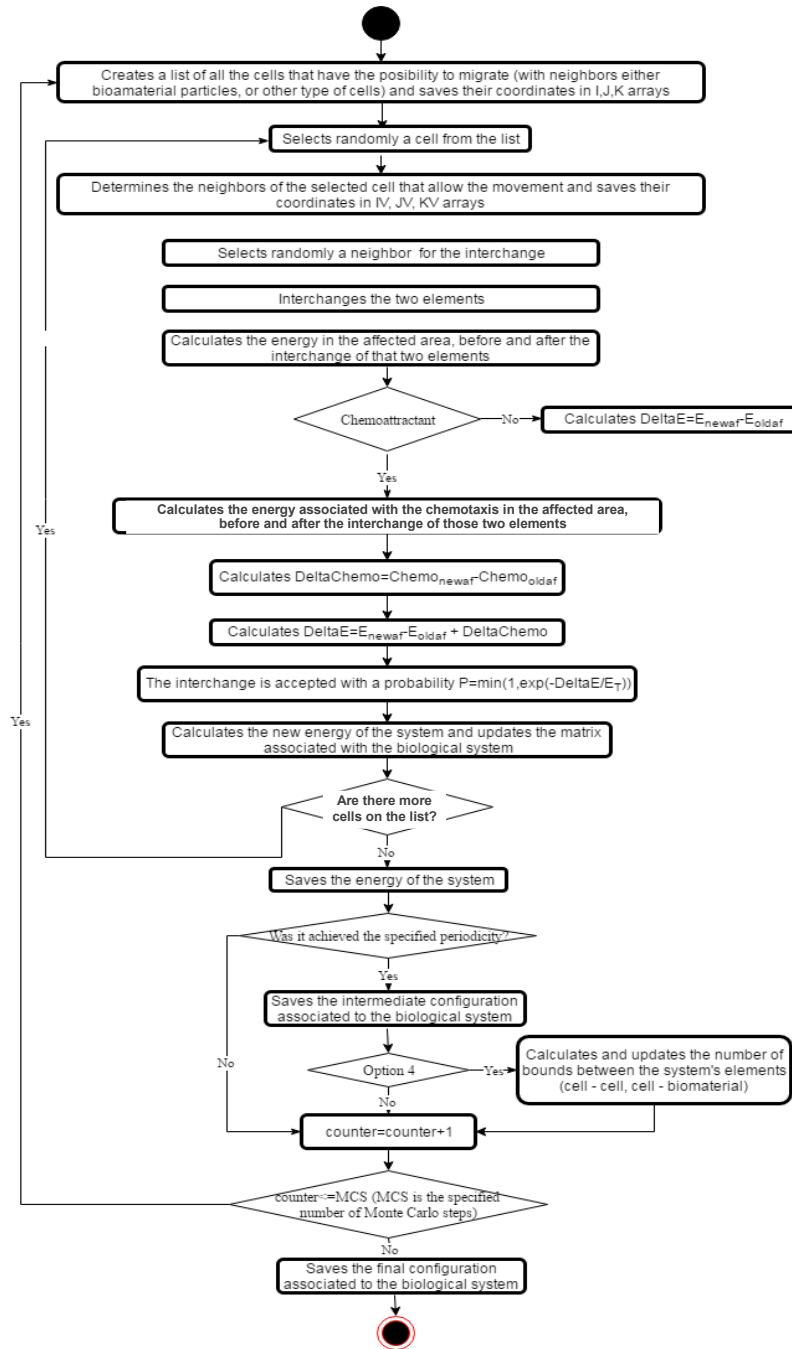 Creates a list of all the cells that have the posibility to migrate (with neighbors either
bioamaterial particles, or other type of cells) and saves their coordinates in I,J,K arrays
Selects randomly a cell from the list
Determines the neighbors of the selected cell that allow the movement and saves their
coordinates in IV, JV, KV arrays
Selects randomly a neighbor for the interchange
Interchanges the two elements
Calculates the energy in the affected area, before and after the
interchange of that two elements
Chemoattractant
No
Calculates DeltaE=E_newaf-E_oldaf
Yes
Calculates the energy associated with the chemotaxis in the affected area,
before and after the interchange of those two elements
Yes
Calculates DeltaChemo=Chemo_newaf-Chemo_oldaf
Calculates DeltaE=E_newaf-E_oldaf + DeltaChemo
The interchange is accepted with a probability P=min(1,exp(-DeltaE/E_T))
Yes
Calculates the new energy of the system and updates the matrix
associated with the biological system
Are there more
cells on the list?
No
Saves the energy of the system
Was it achieved the specified periodicity?
Yes
Saves the intermediate configuration
associated to the biological system
No
Option 4
Yes
Calculates and updates the number of
bounds between the system's elements
(cell - cell, cell - biomaterial)
No
counter=counter+1
counter<=MCS (MCS is the specified
number of Monte Carlo steps)
No
Saves the final configuration
associated to the biological system